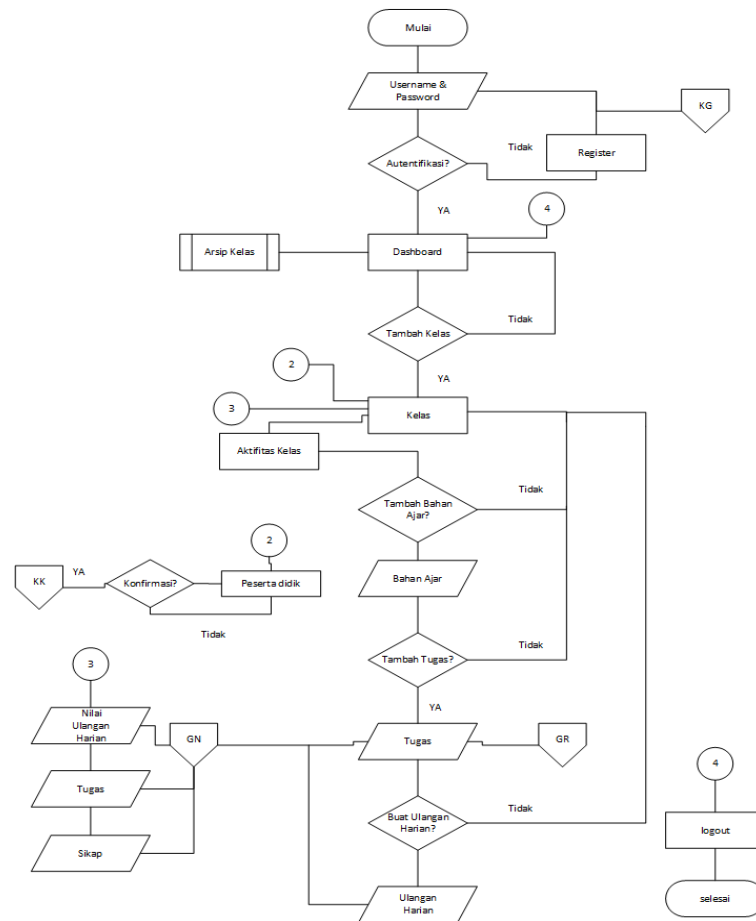 Mulai
Username &
Password
KG
Tidak
Register
Autentifikasi?
YA
4
Arsip Kelas
Dashboard
Tambah Kelas
Tidak
2
YA
3
Kelas
Aktifitas Kelas
Tambah Bahan
Ajar?
Tidak
2
KK
YA
Konfirmasi?
Peserta didik
Bahan Ajar
Tidak
Tambah Tugas?
Tidak
3
YA
Nilai
Ulangan
Harian
GN
Tugas
GR
4
Tugas
Buat Ulangan
Harian?
Tidak
logout
Sikap
Ulangan
Harian
selesai